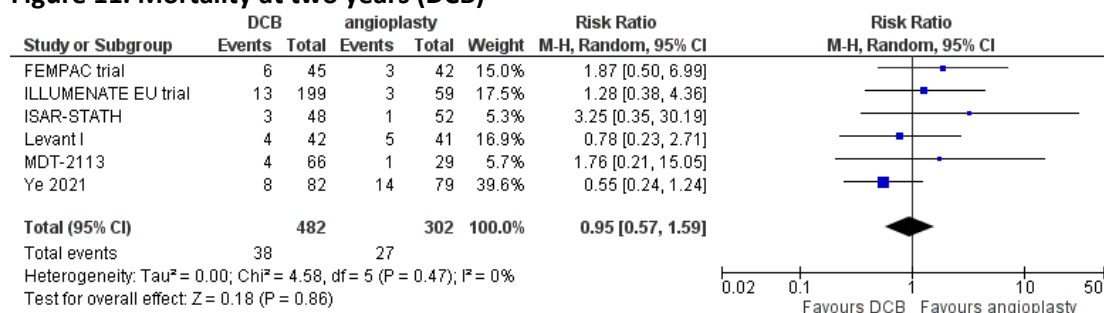 Figure 11: Mortality at two years (DCB)
DCB angioplasty Risk Ratio Risk Ratio
Study or Subgroup Events Total Events Total Weight M-H, Random, 95% CI M-H, Random, 95% CI
FEMPAC trial 6 45 3 42 15.0% 1.87 [0.50, 6.99]
ILLUMENATE EU trial 13 199 3 59 17.5% 1.28 [0.38, 4.36]
ISAR-STATH 3 48 1 52 5.3% 3.25 [0.35, 30.19]
Levant I 4 42 5 41 16.9% 0.78 [0.23, 2.71]
MDT-2113 4 66 1 29 5.7% 1.76 [0.21, 15.05]
Ye 2021 8 82 14 79 39.6% 0.55 [0.24, 1.24]
Total (95% CI) 482 302 100.0% 0.95 [0.57, 1.59]
Total events 38 27
Heterogeneity: Tau² = 0.00; Chi² = 4.58, df = 5 (P = 0.47); I² = 0%
Test for overall effect: Z = 0.18 (P = 0.86)
0.02 0.1 1 10 50
Favours DCB Favours angioplasty